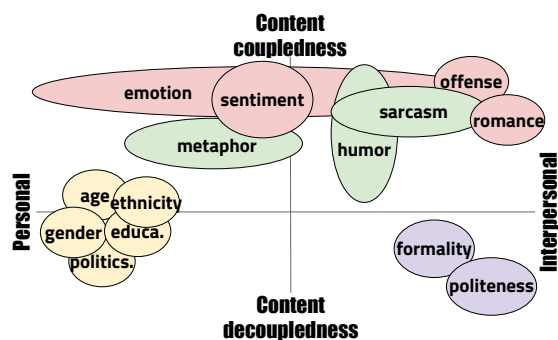 Content
coupledness
offense
emotion
sentiment
sarcasm
romance
metaphor
humor
Personal
Interpersonal
age
ethnicity
gender
educa.
politics.
formality
politeness
Content
decoupledness